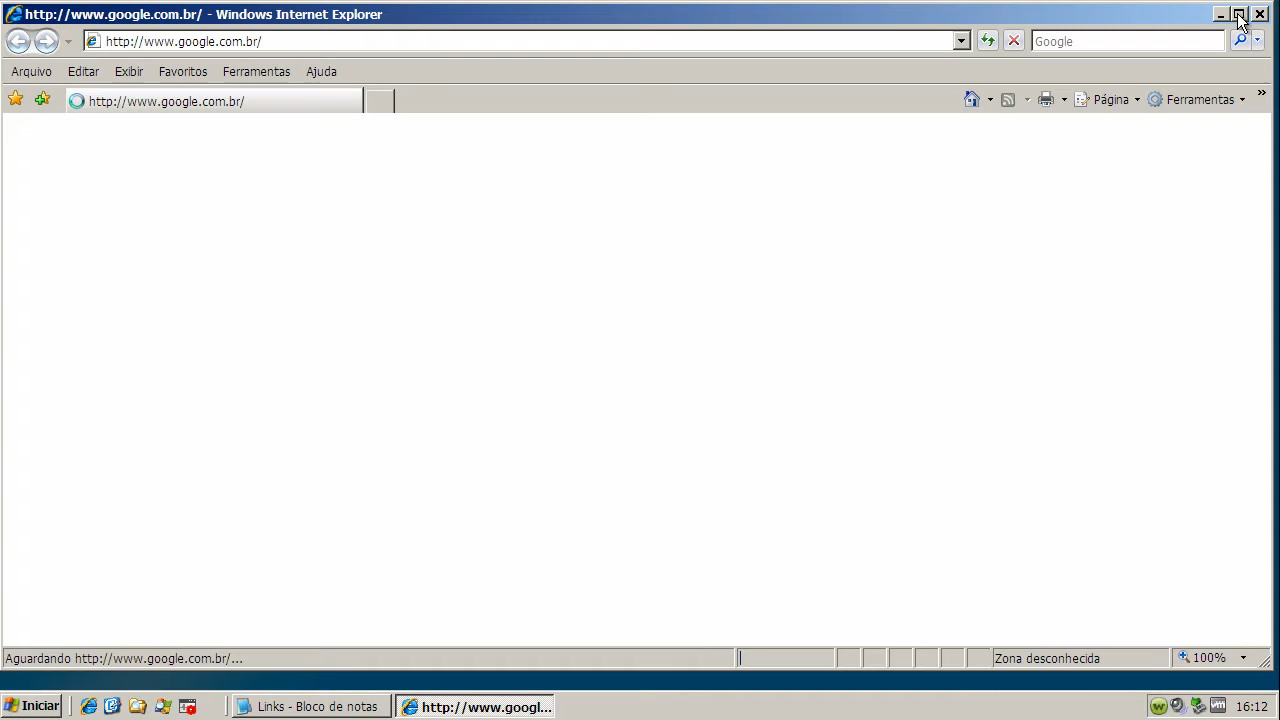 http://www.google.com.br/ - Windows Internet Explorer
http://www.google.com.br/
Google
Arquivo Editar Exibir Favoritos Ferramentas Ajuda
http://www.google.com.br/
Página Ferramentas »
Aguardando http://www.google.com.br/...
Zona desconhecida
100%
Iniciar
Links - Bloco de notas
http://www.googl...
16:12